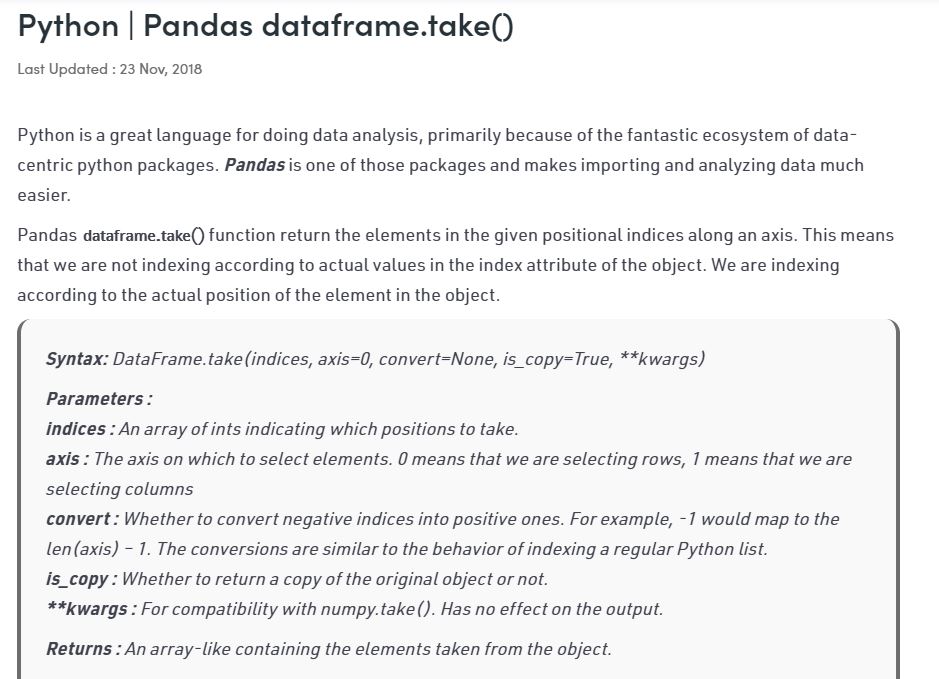 Python | Pandas dataframe.take()
Last Updated : 23 Nov, 2018
Python is a great language for doing data analysis, primarily because of the fantastic ecosystem of data-
centric python packages. Pandas is one of those packages and makes importing and analyzing data much
easier.
Pandas dataframe.take() function return the elements in the given positional indices along an axis. This means
that we are not indexing according to actual values in the index attribute of the object. We are indexing
according to the actual position of the element in the object.
Syntax: DataFrame.take(indices, axis=0, convert=None, is_copy=True, **kwargs)
Parameters :
indices : An array of ints indicating which positions to take.
axis : The axis on which to select elements. 0 means that we are selecting rows, 1 means that we are
selecting columns
convert : Whether to convert negative indices into positive ones. For example, -1 would map to the
len(axis) – 1. The conversions are similar to the behavior of indexing a regular Python list.
is_copy : Whether to return a copy of the original object or not.
**kwargs : For compatibility with numpy.take(). Has no effect on the output.
Returns : An array-like containing the elements taken from the object.